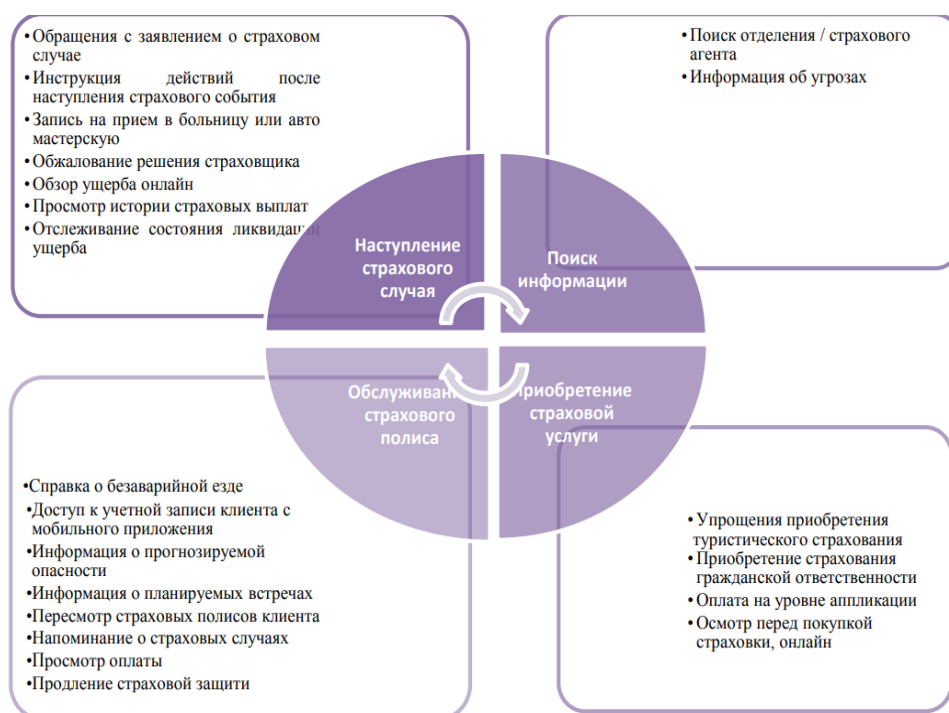 •Обращения с заявлением о страховом
случае
•Инструкция действий после
наступления страхового события
•Запись на прием в больницу или авто
мастерскую
•Обжалование решения страховщика
•Обзор ущерба онлайн
•Просмотр истории страховых выплат
•Отслеживание состояния ликвидации
ущерба
•Поиск отделения / страхового
агента
•Информация об угрозах
Наступление
страхового
случая
Поиск
информации
Обслуживание
страхового
полиса
Приобретение
страховой
услуги
•Справка о безаварийной езде
•Доступ к учетной записи клиента с
мобильного приложения
•Информация о прогнозируемой
опасности
•Информация о планируемых встречах
•Пересмотр страховых полисов клиента
•Напоминание о страховых случаях
•Просмотр оплаты
•Продление страховой защити
•Упрощения приобретения
туристического страхования
•Приобретение страхования
гражданской ответственности
•Оплата на уровне аппликации
•Осмотр перед покупкой
страховки, онлайн